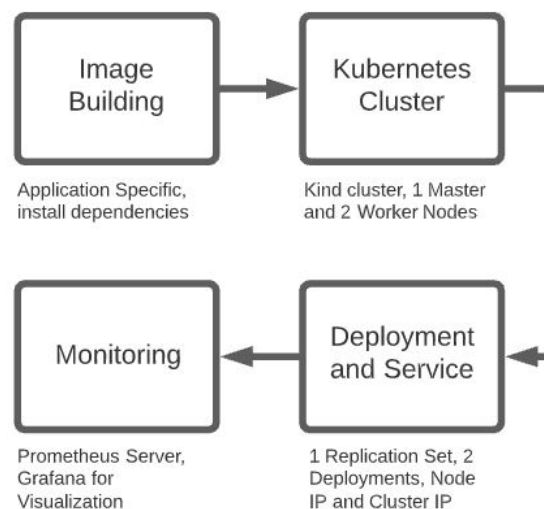 Image
Building
Kubernetes
Cluster
Application Specific,
install dependencies
Kind cluster, 1 Master
and 2 Worker Nodes
Monitoring
Deployment
and Service
Prometheus Server,
Grafana for
Visualization
1 Replication Set, 2
Deployments, Node
IP and Cluster IP